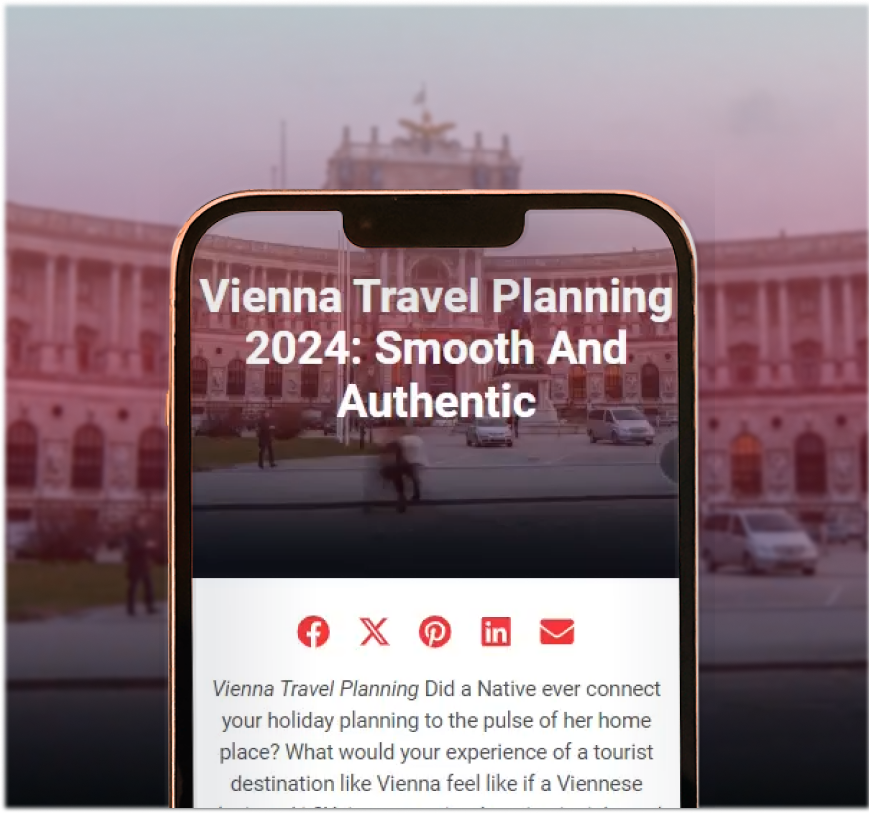 Vienna Travel Planning
2024: Smooth And
Authentic
Vienna Travel Planning Did a Native ever connect
your holiday planning to the pulse of her home
place? What would your experience of a tourist
destination like Vienna feel like if a Viennese